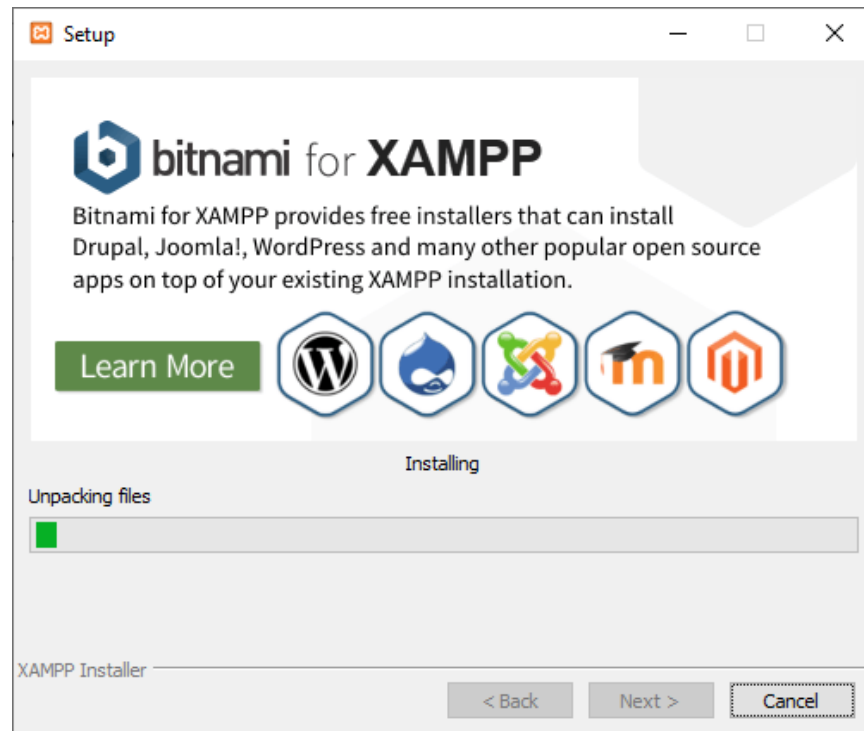 Setup
bitnami for XAMPP
Bitnami for XAMPP provides free installers that can install
Drupal, Joomla!, WordPress and many other popular open source
apps on top of your existing XAMPP installation.
Learn More
Installing
Unpacking files
XAMPP Installer
< Back
Next >
Cancel